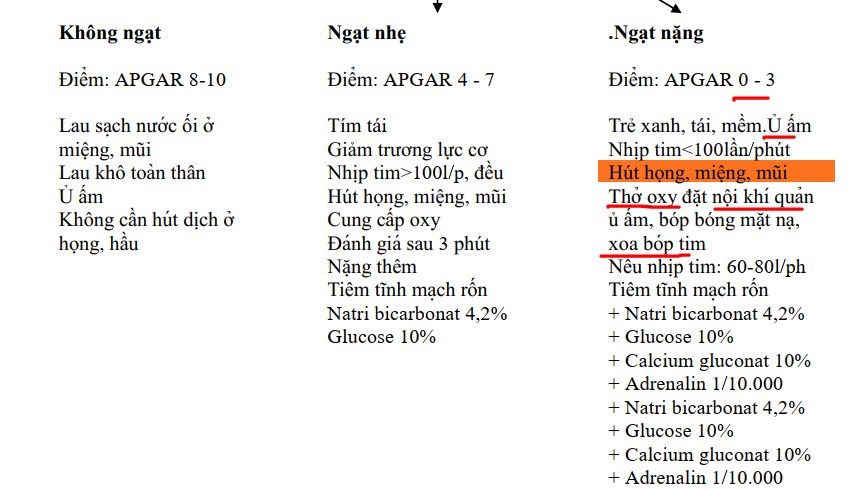 Không ngạt
Điểm: APGAR 8-10
Lau sạch nước ối ở
miệng, mũi
Lau khô toàn thân
Ủ ấm
Không cần hút dịch ở
họng, hầu
Ngạt nhẹ
Điểm: APGAR 4 - 7
Tím tái
Giảm trương lực cơ
Nhịp tim>100l/p, đều
Hút họng, miệng, mũi
Cung cấp oxy
Đánh giá sau 3 phút
Nặng thêm
Tiêm tĩnh mạch rốn
Natri bicarbonat 4,2%
Glucose 10%
.Ngạt nặng
Điểm: APGAR 0 - 3
Trẻ xanh, tái, mềm.Ủ ấm
Nhịp tim<100lần/phút
Hút họng, miệng, mũi
Thở oxy đặt nội khí quản
ủ ấm, bóp bóng mặt nạ,
xoa bóp tim
Nêu nhịp tim: 60-80l/ph
Tiêm tĩnh mạch rốn
+ Natri bicarbonat 4,2%
+ Glucose 10%
+ Calcium gluconat 10%
+ Adrenalin 1/10.000
+ Natri bicarbonat 4,2%
+ Glucose 10%
+ Calcium gluconat 10%
+ Adrenalin 1/10.000